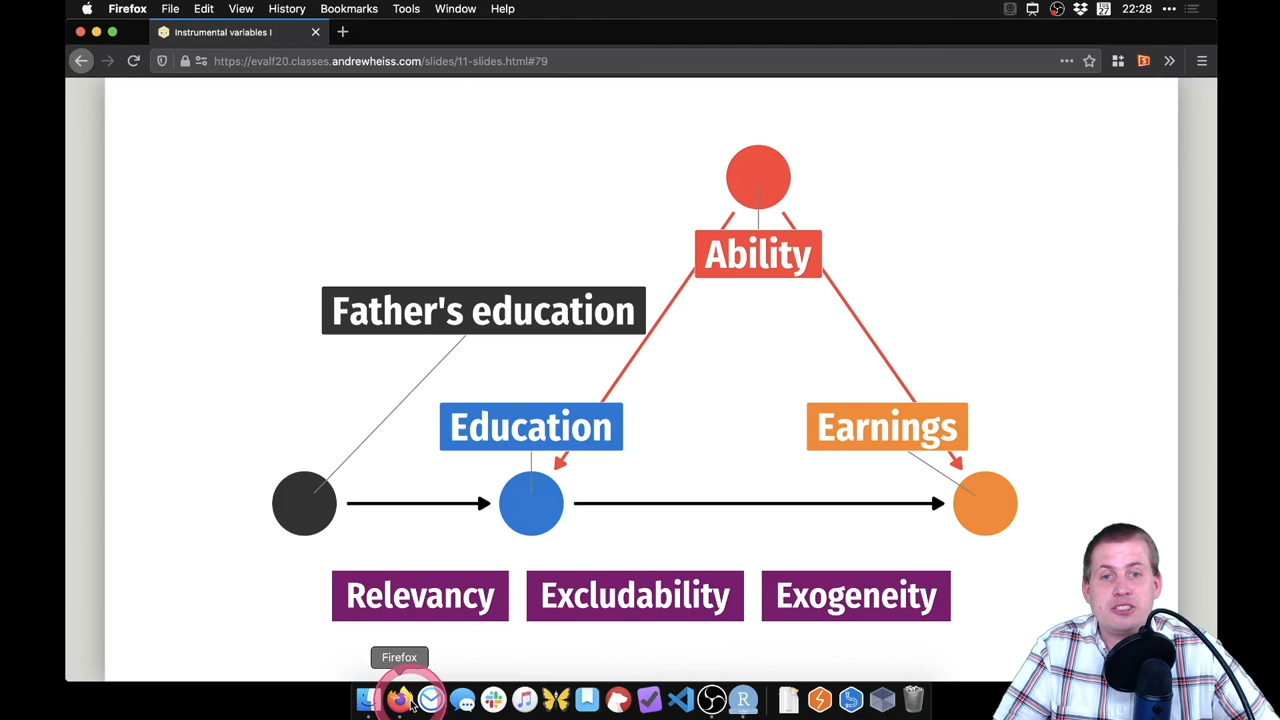 Firefox File Edit View History Bookmarks Tools Window Help 22:28
Instrumental variables I
https://evalf20.classes.andrewheiss.com/slides/11-slides.html#79
Ability
Father's education
Education
Earnings
Relevancy Excludability Exogeneity
Firefox
R